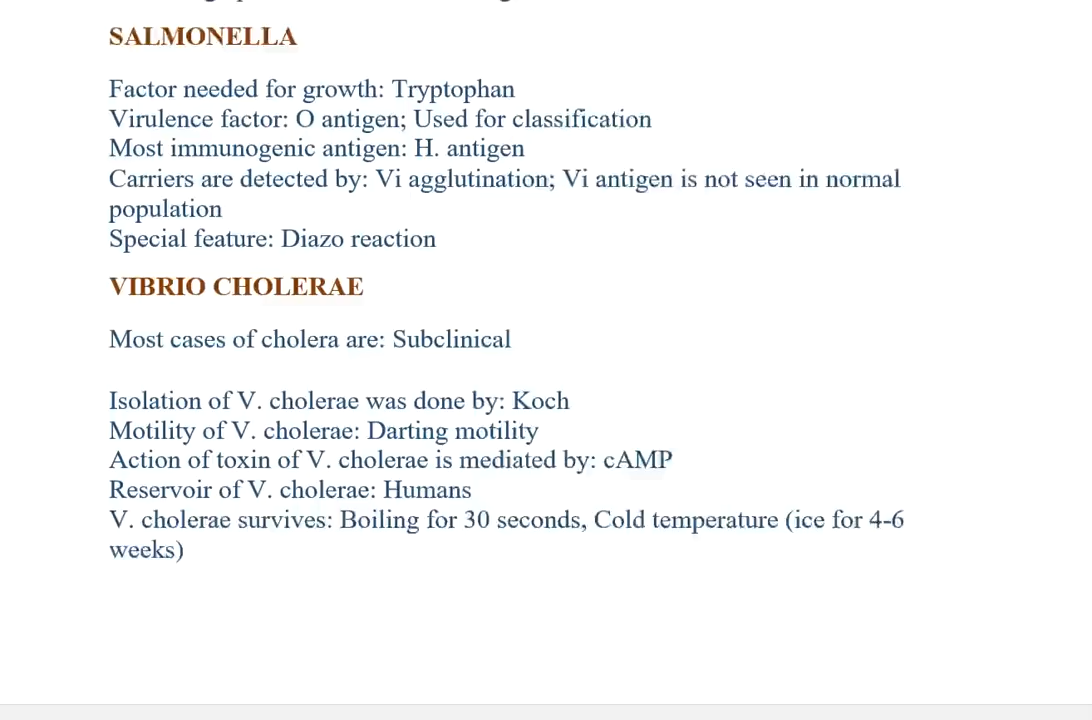 SALMONELLA
Factor needed for growth: Tryptophan
Virulence factor: O antigen; Used for classification
Most immunogenic antigen: H. antigen
Carriers are detected by: Vi agglutination; Vi antigen is not seen in normal
population
Special feature: Diazo reaction
VIBRIO CHOLERAE
Most cases of cholera are: Subclinical
Isolation of V. cholerae was done by: Koch
Motility of V. cholerae: Darting motility
Action of toxin of V. cholerae is mediated by: cAMP
Reservoir of V. cholerae: Humans
V. cholerae survives: Boiling for 30 seconds, Cold temperature (ice for 4-6
weeks)